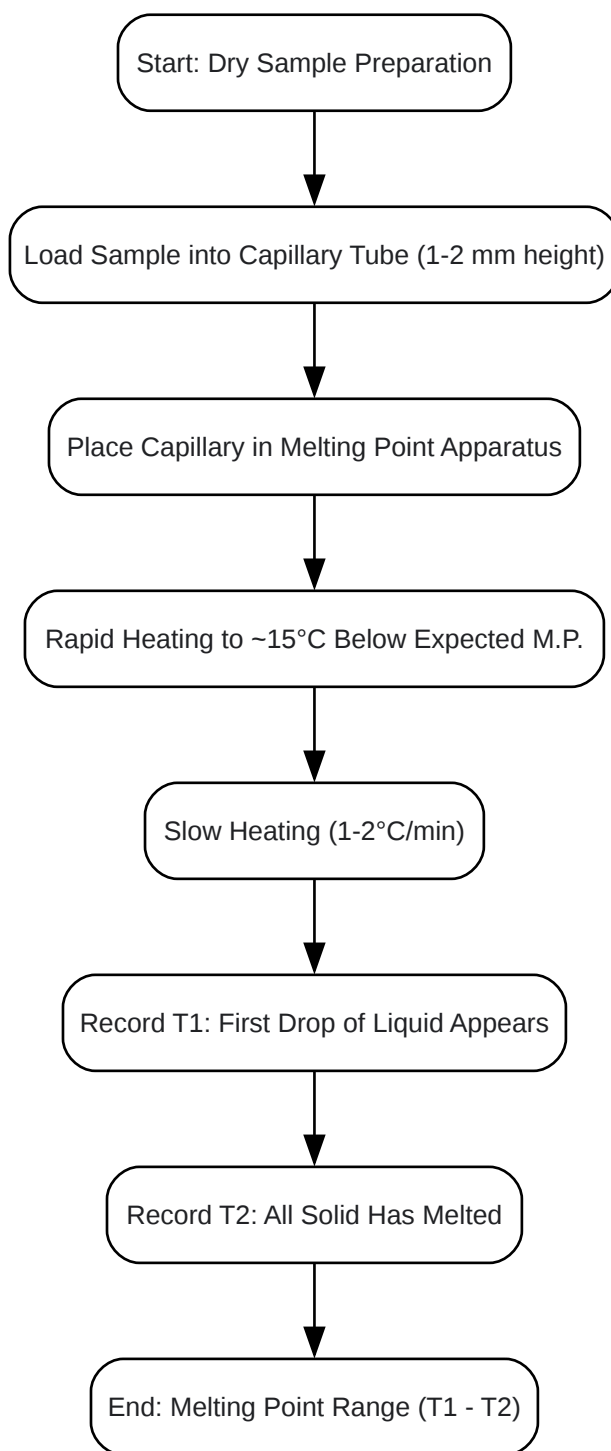 Start: Dry Sample Preparation
Load Sample into Capillary Tube (1-2 mm height)
Place Capillary in Melting Point Apparatus
Rapid Heating to ~15°C Below Expected M.P.
Slow Heating (1-2°C/min)
Record T1: First Drop of Liquid Appears
Record T2: All Solid Has Melted
End: Melting Point Range (T1 - T2)